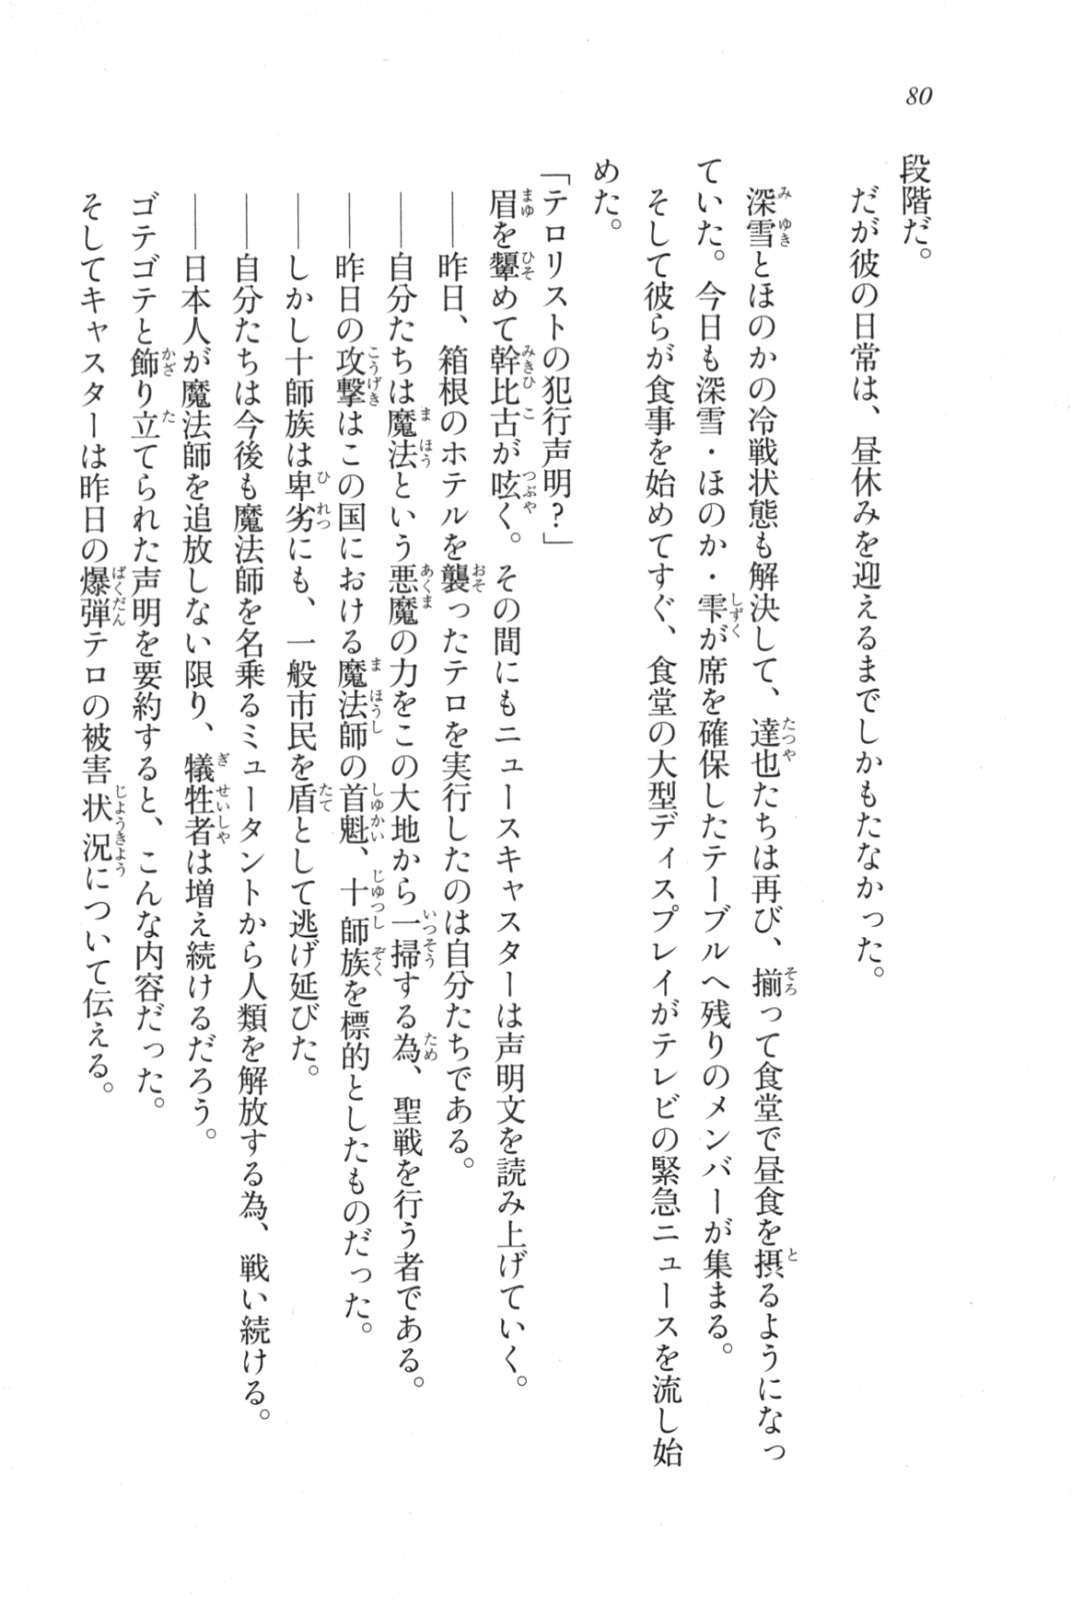 80
段階だ。
だが彼の日常は、昼休みを迎えるまでしかもたなかった。
深雪とほのかの冷戦状態も解決して、達也たちは再び、揃って食堂で昼食を摂るようになっ
ていた。今日も深雪・ほのか・雫が席を確保したテーブルへ残りのメンバーが集まる。
そして彼らが食事を始めてすぐ、食堂の大型ディスプレイがテレビの緊急ニュースを流し始
めた。
「テロリストの犯行声明?」
眉を顰めて幹比古が呟く。その間にもニュースキャスターは声明文を読み上げていく。
――昨日、箱根のホテルを襲ったテロを実行したのは自分たちである。
――自分たちは魔法という悪魔の力をこの大地から一掃する為、聖戦を行う者である。
――昨日の攻撃はこの国における魔法師の首魁、十師族を標的としたものだった。
――しかし十師族は卑劣にも、一般市民を盾として逃げ延びた。
――自分たちは今後も魔法師を名乗るミュータントから人類を解放する為、戦い続ける。
――日本人が魔法師を追放しない限り、犠牲者は増え続けるだろう。
ゴテゴテと飾り立てられた声明を要約すると、こんな内容だった。
そしてキャスターは昨日の爆弾テロの被害状況について伝える。